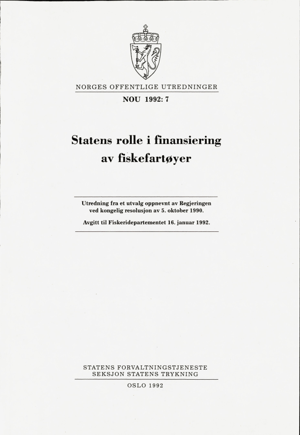 NORGES OFFENTLIGE UTREDNINGER
NOU 1992: 7
Statens rolle i finansiering
av fiskefartøyer
Utredning fra et utvalg oppnevnt av Regjeringen
ved kongelig resolusjon av 5. oktober 1990.
Avgitt til Fiskeridepartementet 16. januar 1992.
STATENS FORVALTNINGSTJENESTE
SEKSJON STATENS TRYKNING
OSLO 1992